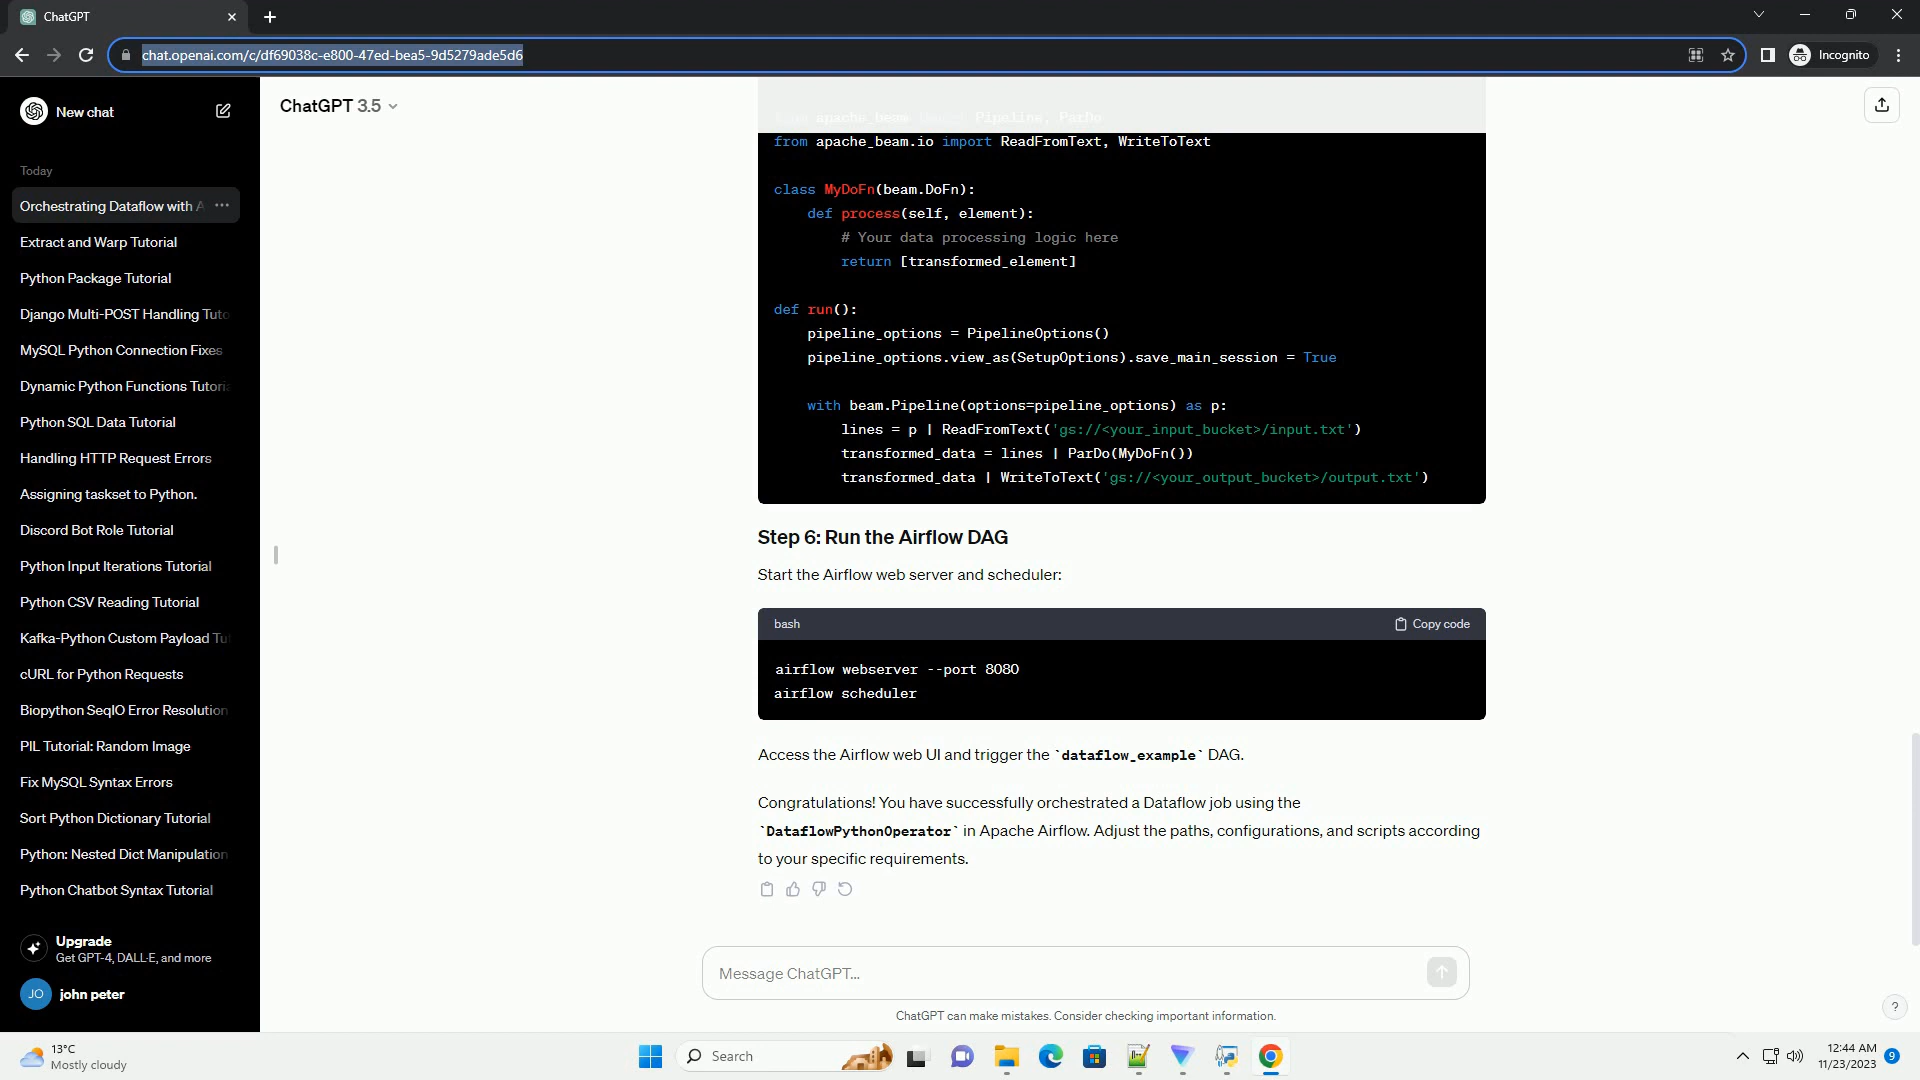 ChatGPT
chat.openai.com/c/df69038c-e800-47ed-bea5-9d5279ade5d6
Incognito
New chat
Today
Orchestrating Dataflow with A
Extract and Warp Tutorial
Python Package Tutorial
Django Multi-POST Handling Tuto
MySQL Python Connection Fixes
Dynamic Python Functions Tutoria
Python SQL Data Tutorial
Handling HTTP Request Errors
Assigning taskset to Python.
Discord Bot Role Tutorial
Python Input Iterations Tutorial
Python CSV Reading Tutorial
Kafka-Python Custom Payload Tu
cURL for Python Requests
Biopython SeqIO Error Resolution
PIL Tutorial: Random Image
Fix MySQL Syntax Errors
Sort Python Dictionary Tutorial
Python: Nested Dict Manipulation
Python Chatbot Syntax Tutorial
Upgrade
Get GPT-4, DALL·E, and more
JO john peter
ChatGPT 3.5
from apache_beam import Pipeline, ParDo
from apache_beam.io import ReadFromText, WriteToText
class MyDoFn(beam.DoFn):
def process(self, element):
# Your data processing logic here
return [transformed_element]
def run():
pipeline_options = PipelineOptions()
pipeline_options.view_as(SetupOptions).save_main_session = True
with beam.Pipeline(options=pipeline_options) as p:
lines = p | ReadFromText('gs://<your_input_bucket>/input.txt')
transformed_data = lines | ParDo(MyDoFn())
transformed_data | WriteToText('gs://<your_output_bucket>/output.txt')
Step 6: Run the Airflow DAG
Start the Airflow web server and scheduler:
bash Copy code
airflow webserver --port 8080
airflow scheduler
Access the Airflow web UI and trigger the `dataflow_example` DAG.
Congratulations! You have successfully orchestrated a Dataflow job using the
`DataflowPythonOperator` in Apache Airflow. Adjust the paths, configurations, and scripts according
to your specific requirements.
Message ChatGPT...
ChatGPT can make mistakes. Consider checking important information.
?
13°C
Mostly cloudy
Search
12:44 AM
11/23/2023
9